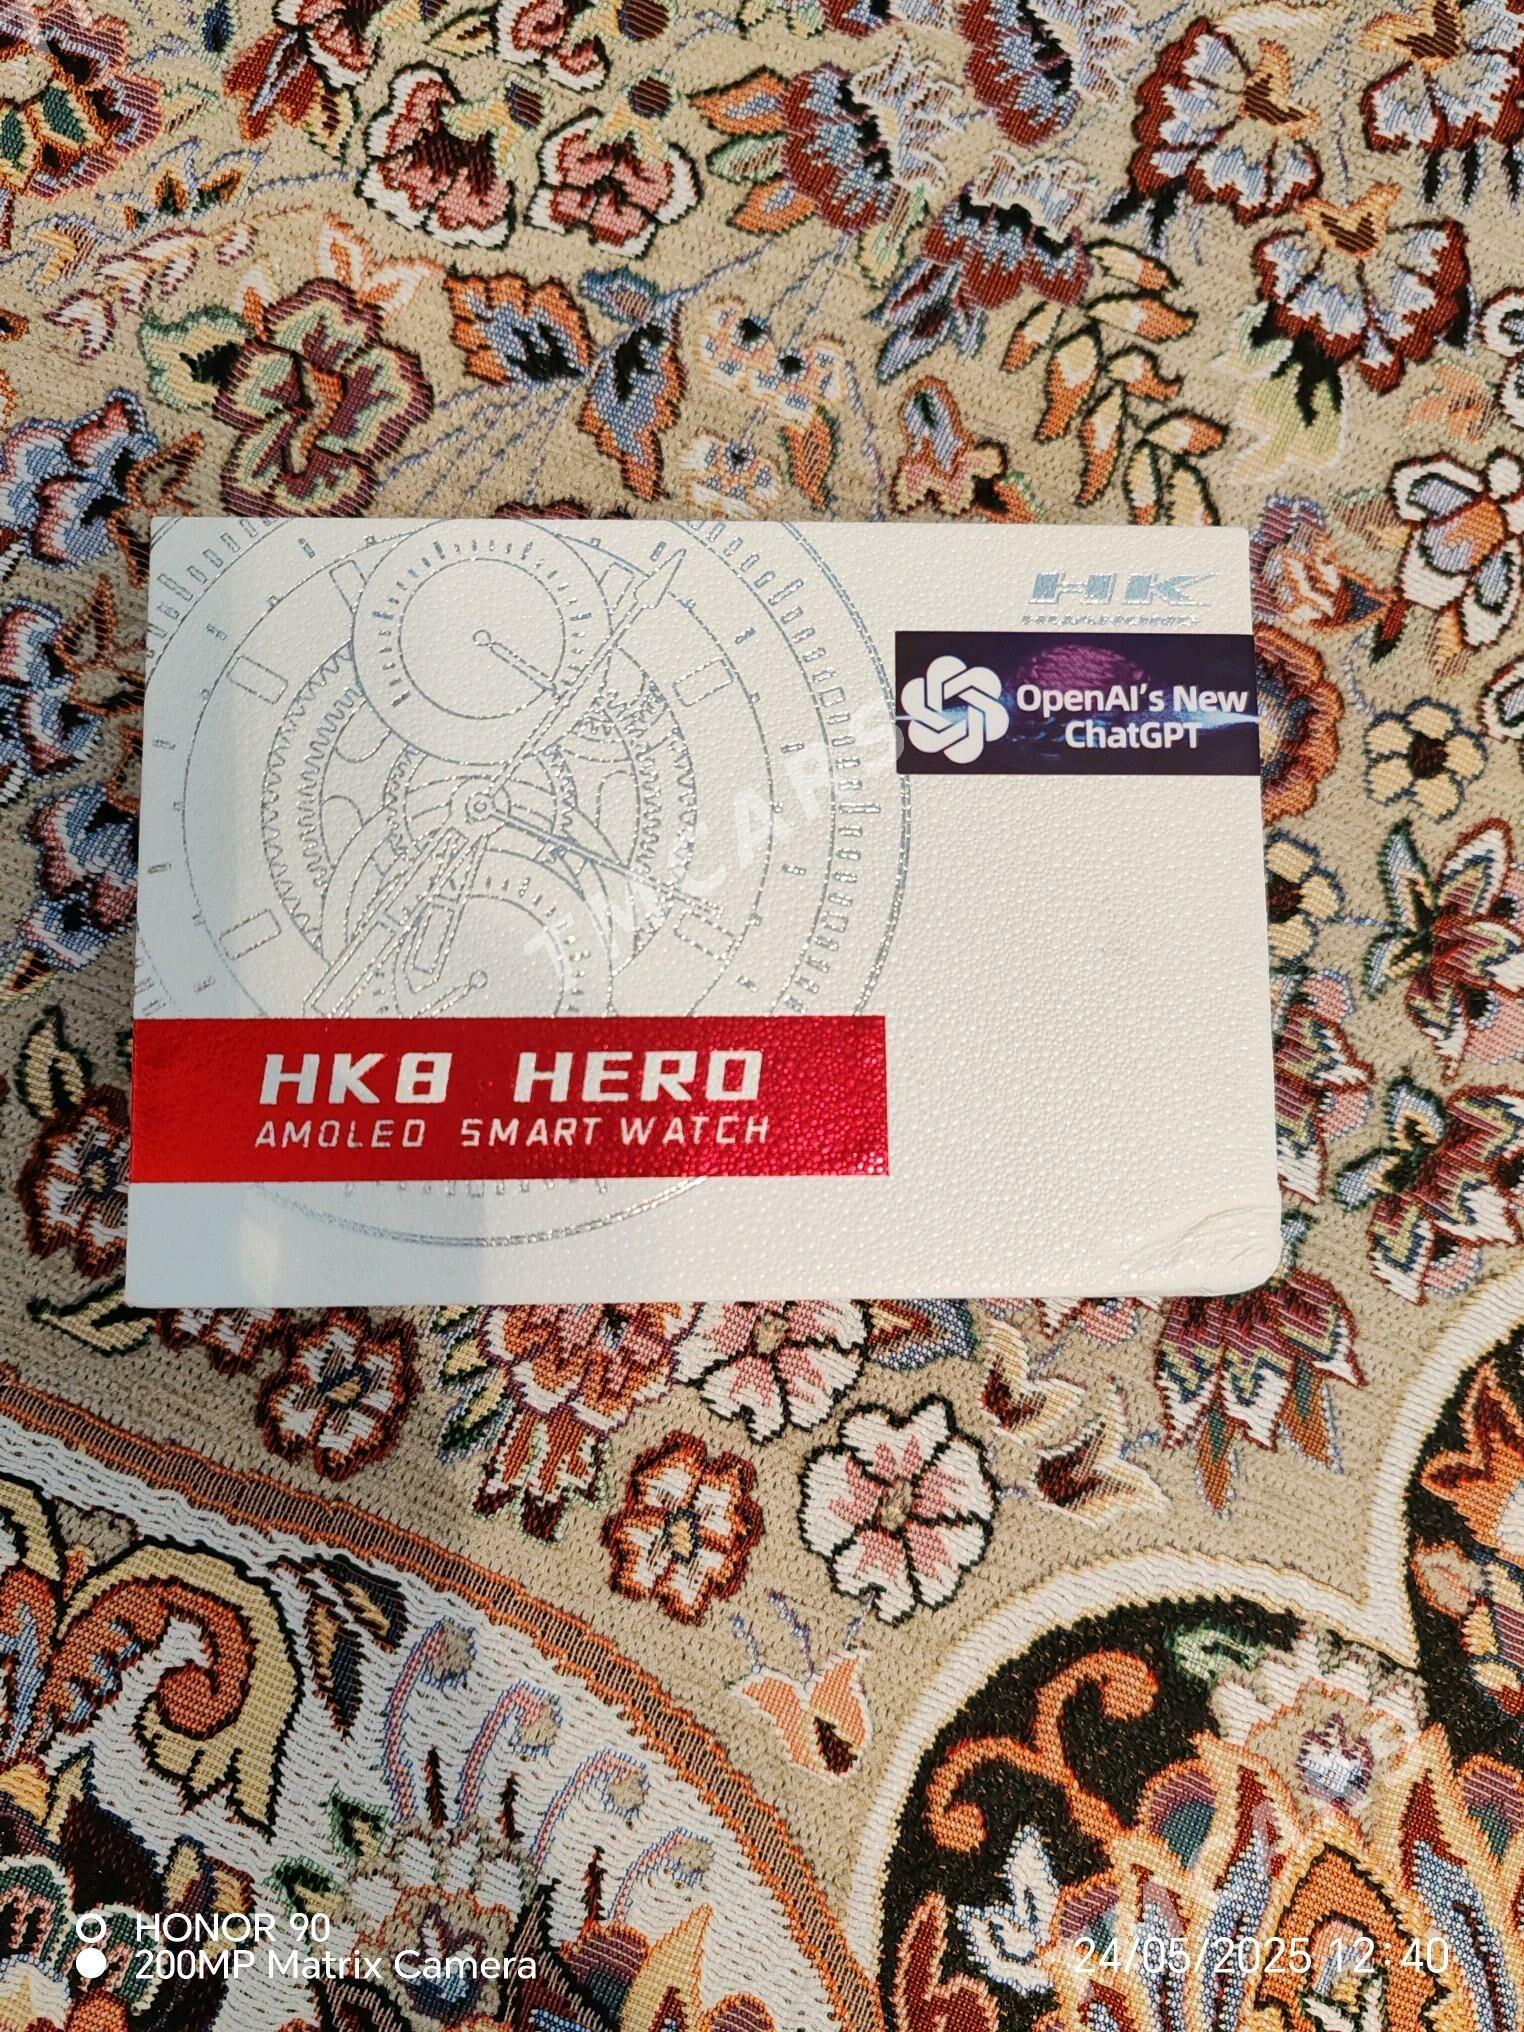 HK
OpenAI's New
ChatGPT
TMCARS
HK8 HERO
AMOLED SMART WATCH
HONOR 90
200MP Matrix Camera
24/05/2025 12:40